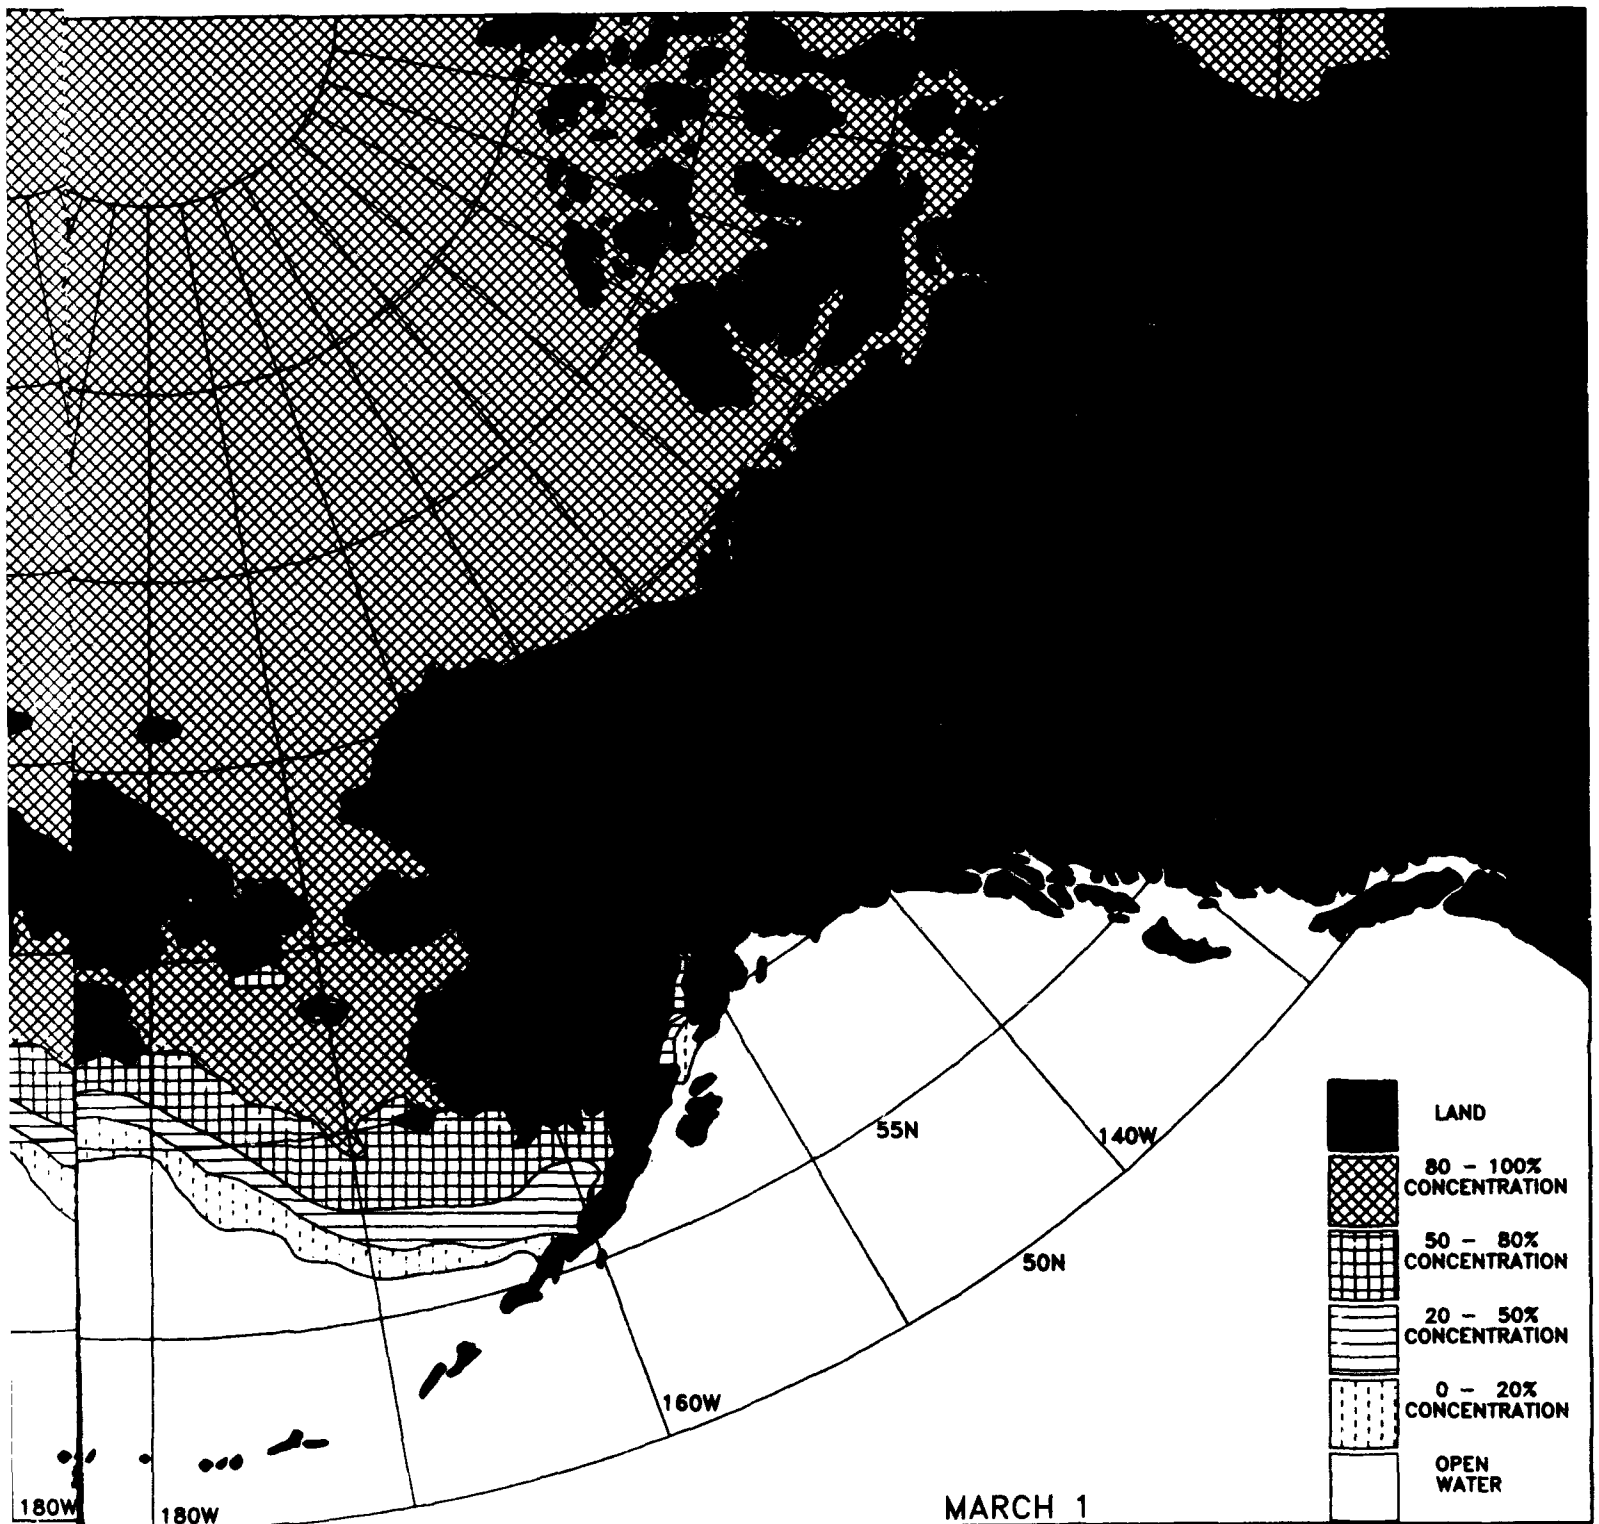 LAND
80 - 100%
CONCENTRATION
55N
140W
50 - 80%
CONCENTRATION
50N
20 - 50%
CONCENTRATION
0 - 20%
CONCENTRATION
160W
OPEN
WATER
180W
180W
MARCH 1